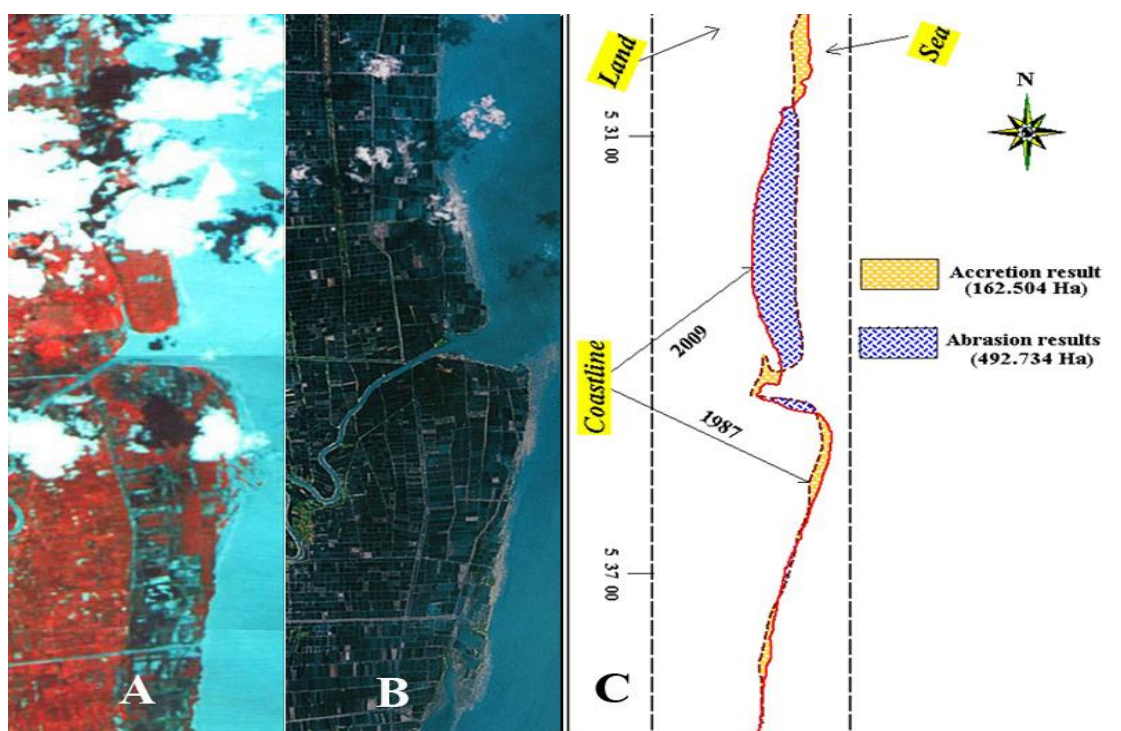 Land
Sea
N
5 31 00
Accretion result
(162.504 Ha)
Abrasion results
(492.734 Ha)
2009
Coastline
1987
5 37 00
A
B
C